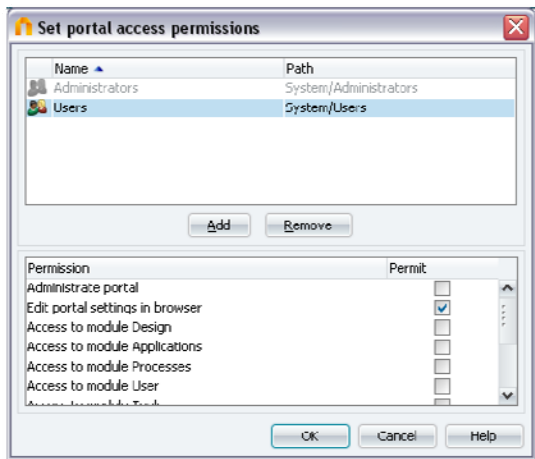 Set portal access permissions
Name Path
Administrators System/Administrators
Users System/Users
Add Remove
Permission Permit
Administrate portal
Edit portal settings in browser
Access to module Design
Access to module Applications
Access to module Processes
Access to module User
OK Cancel Help